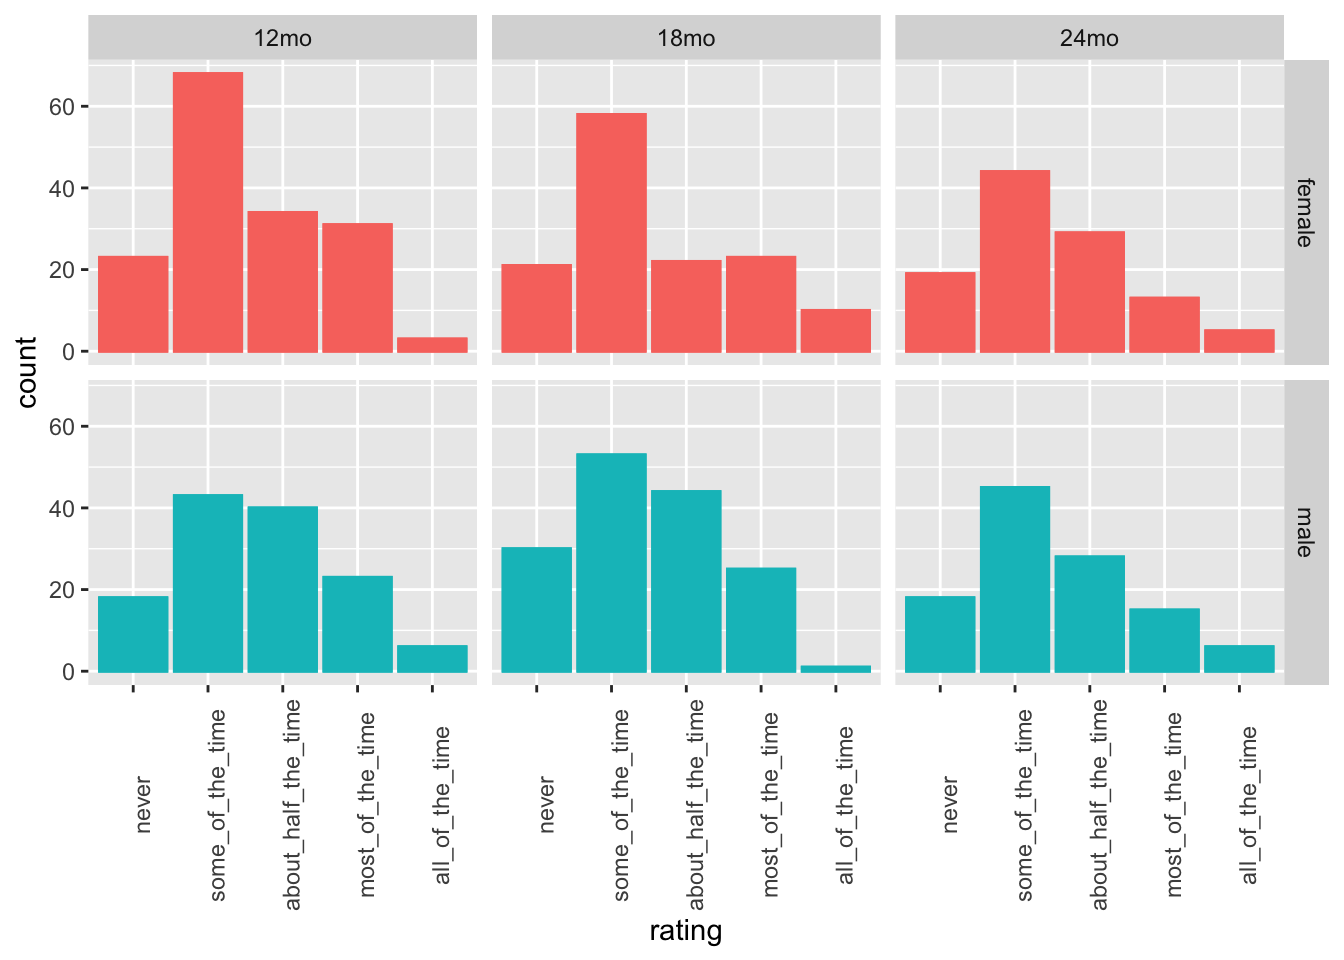 12mo 18mo 24mo
60
40
20
0
female
count
60
40
20
0
male
never some_of_the_time about_half_the_time most_of_the_time all_of_the_time never some_of_the_time about_half_the_time most_of_the_time all_of_the_time never some_of_the_time about_half_the_time most_of_the_time all_of_the_time
rating